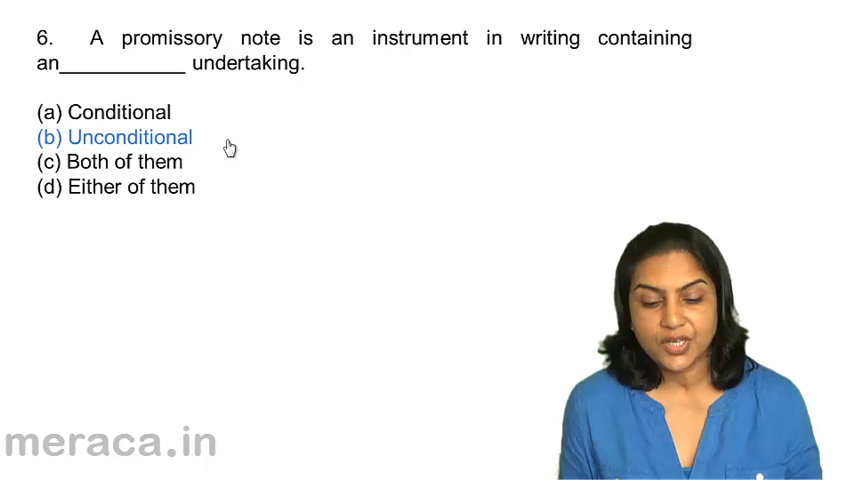 6. A promissory note is an instrument in writing containing
an___________ undertaking.
(a) Conditional
(b) Unconditional
(c) Both of them
(d) Either of them
meraca.in